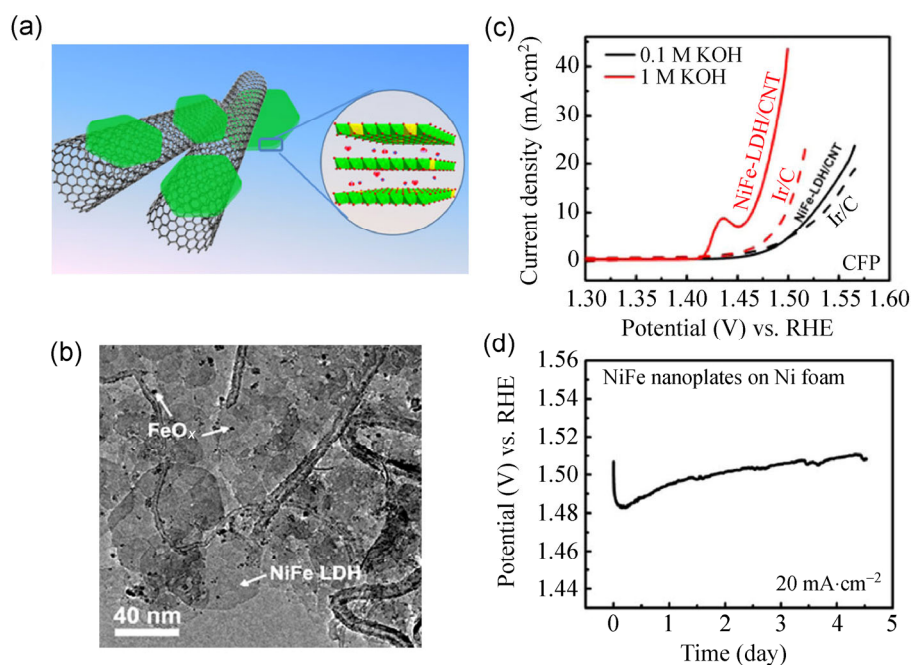 (a)
(b)
FeOₓ
NiFe LDH
40 nm
(c)
Current density (mA·cm⁻²)
40
30
20
10
0
0.1 M KOH
1 M KOH
NiFe-LDH/CNT
Ir/C
NiFe-LDH/CNT
Ir/C
CFP
1.30 1.35 1.40 1.45 1.50 1.55 1.60
Potential (V) vs. RHE
(d)
Potential (V) vs. RHE
1.56
1.54
1.52
1.50
1.48
1.46
1.44
NiFe nanoplates on Ni foam
20 mA·cm⁻²
0 1 2 3 4 5
Time (day)